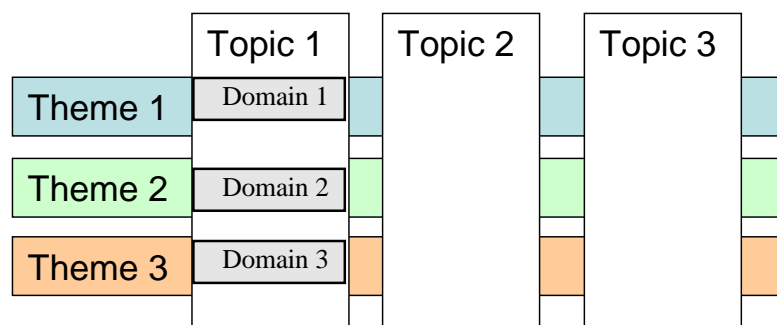 Topic 1
Topic 2
Topic 3
Theme 1
Domain 1
Theme 2
Domain 2
Theme 3
Domain 3